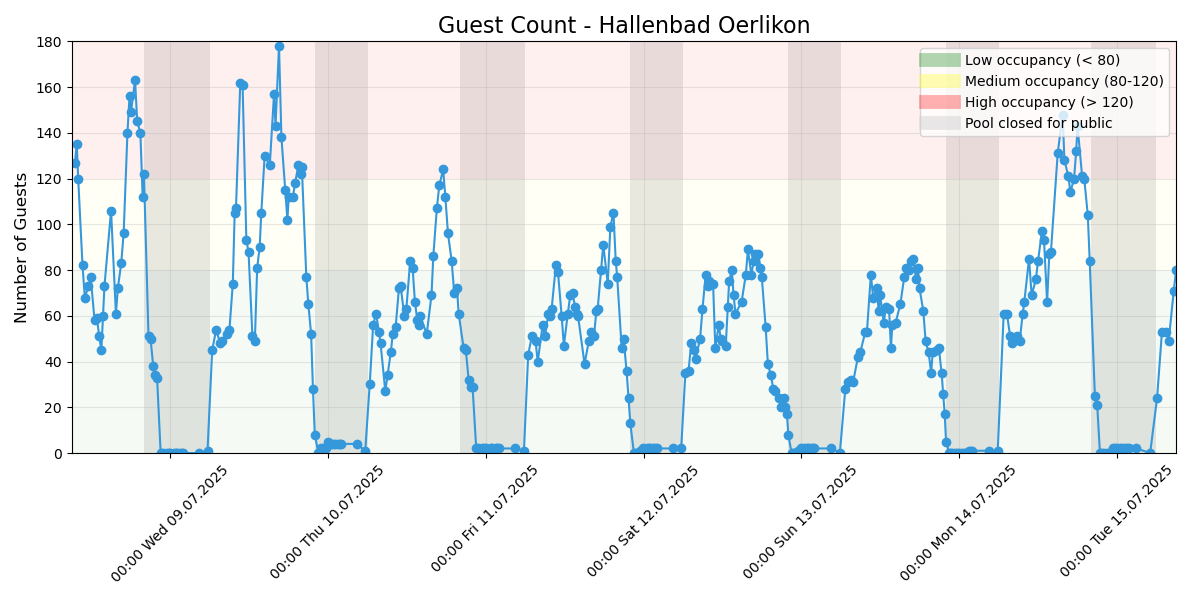 Guest Count - Hallenbad Oerlikon
Number of Guests
180
160
140
120
100
80
60
40
20
0
Low occupancy (< 80)
Medium occupancy (80-120)
High occupancy (> 120)
Pool closed for public
00:00 Wed 09.07.2025
00:00 Thu 10.07.2025
00:00 Fri 11.07.2025
00:00 Sat 12.07.2025
00:00 Sun 13.07.2025
00:00 Mon 14.07.2025
00:00 Tue 15.07.2025